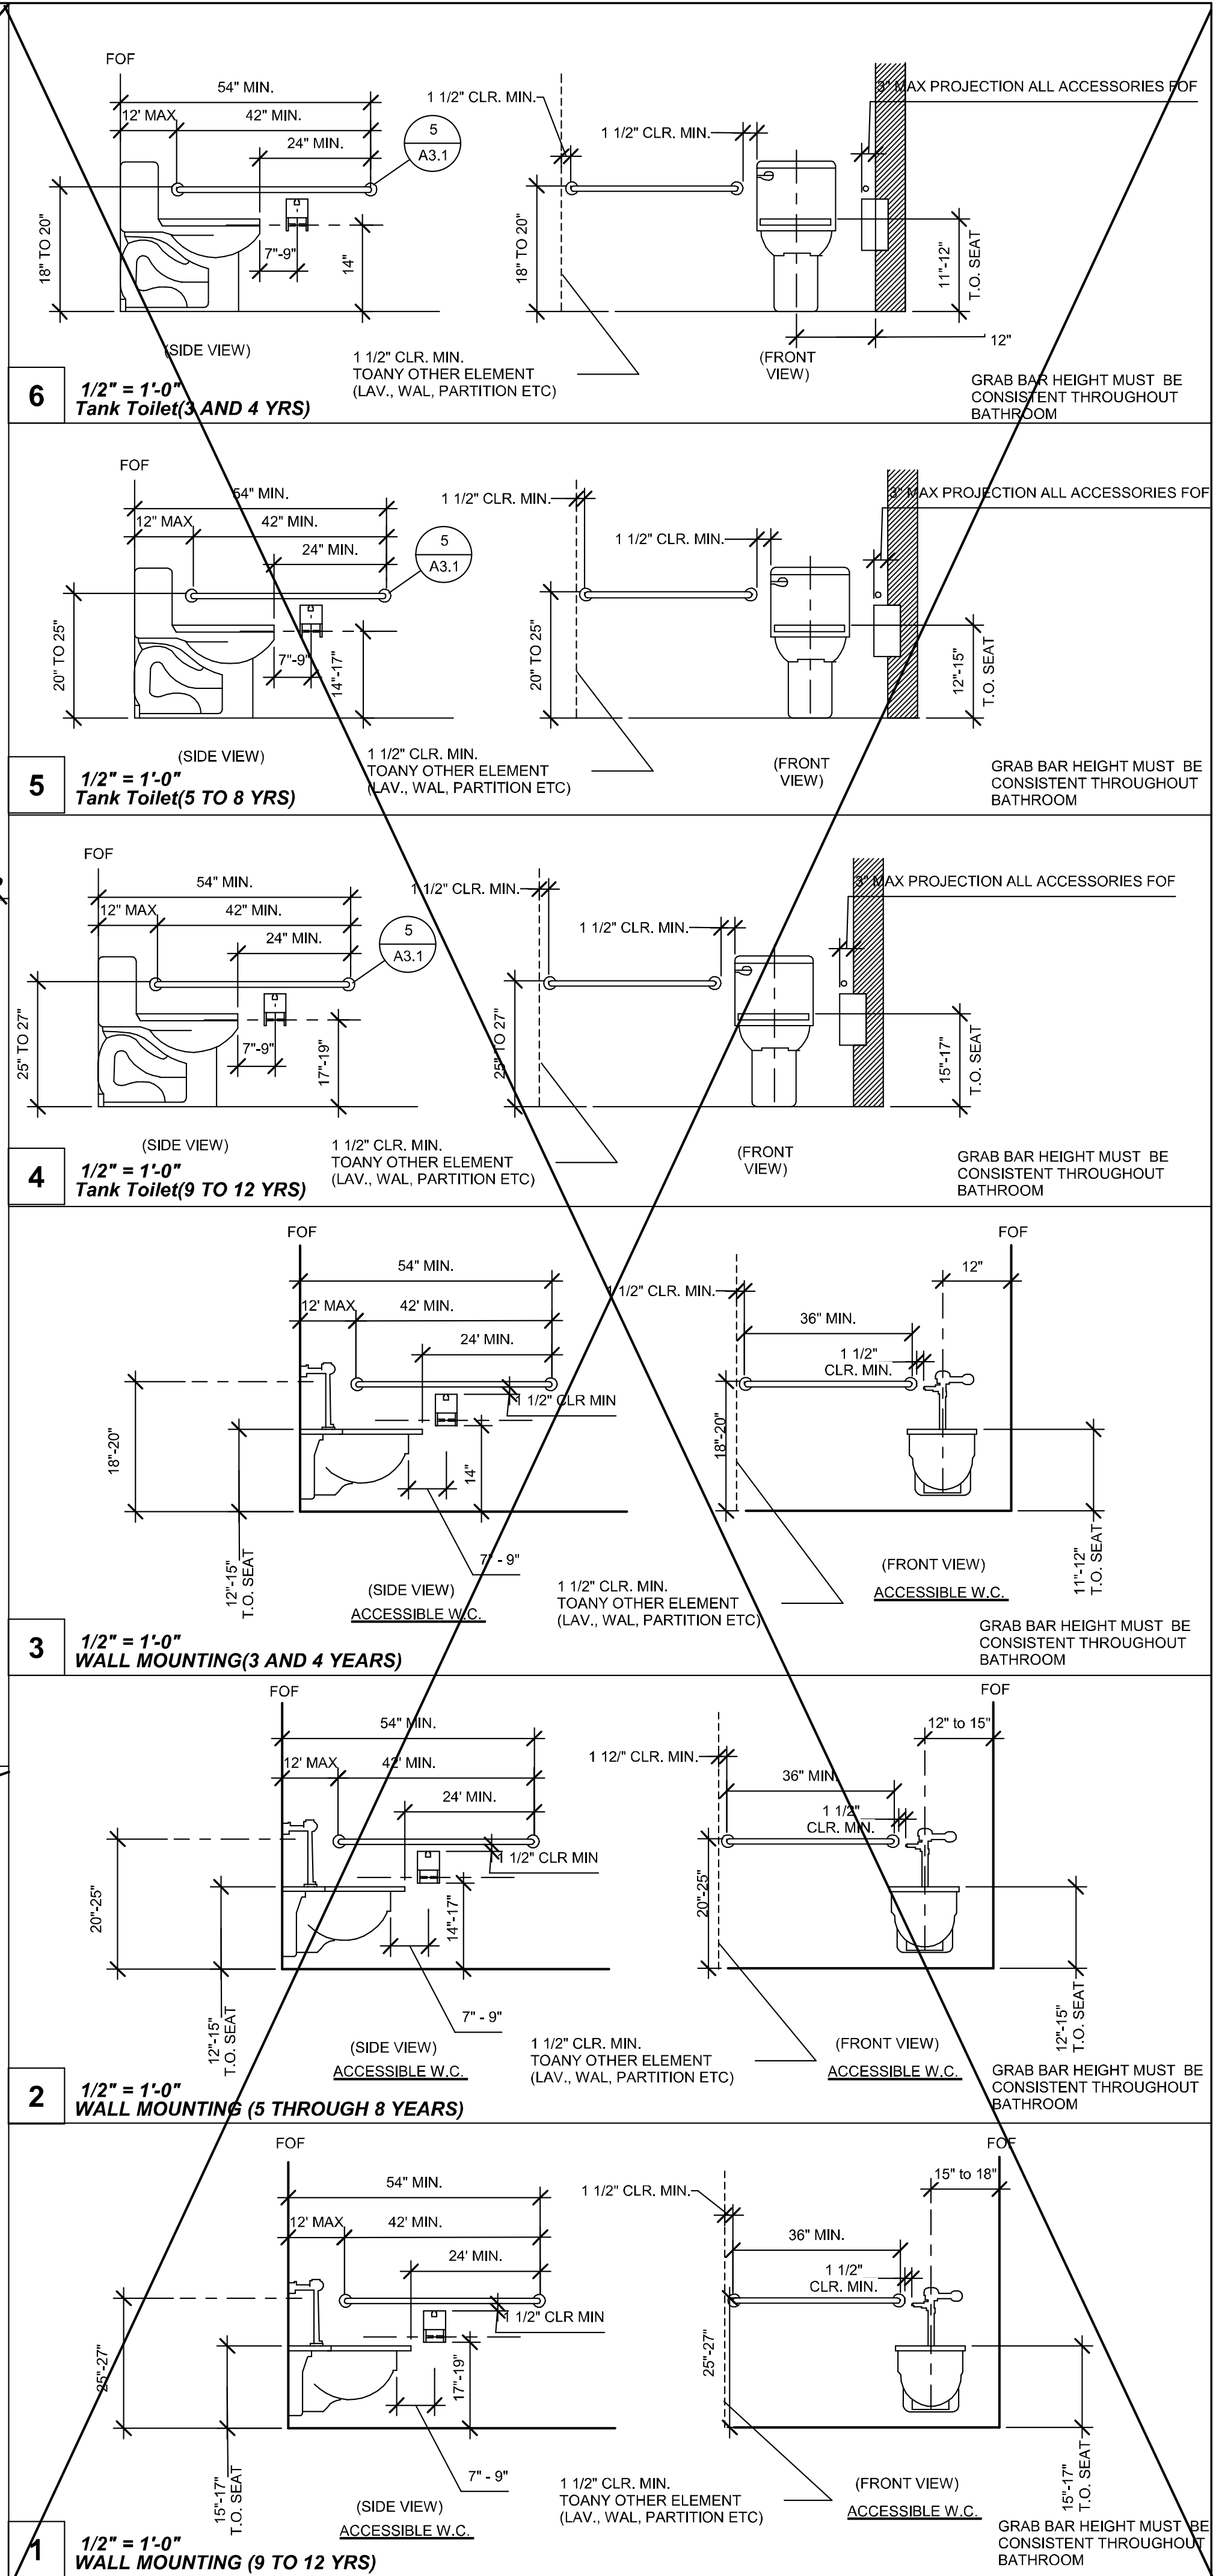 FOF
54" MIN.
12' MAX
42" MIN.
24" MIN.
5
A3.1
18" TO 20"
7"-9"
14"
(SIDE VIEW)
1 1/2" CLR. MIN.
1 1/2" CLR. MIN.
3" MAX PROJECTION ALL ACCESSORIES FOF
18" TO 20"
11"-12"
T.O. SEAT
12"
1 1/2" CLR. MIN.
TOANY OTHER ELEMENT
(LAV., WAL, PARTITION ETC)
(FRONT
VIEW)
GRAB BAR HEIGHT MUST BE
CONSISTENT THROUGHOUT
BATHROOM
6
1/2" = 1'-0"
Tank Toilet(3 AND 4 YRS)
FOF
54" MIN.
12" MAX
42" MIN.
24" MIN.
5
A3.1
20" TO 25"
7"-9"
14"-17"
(SIDE VIEW)
1 1/2" CLR. MIN.
1 1/2" CLR. MIN.
3" MAX PROJECTION ALL ACCESSORIES FOF
20" TO 25"
12"-15"
T.O. SEAT
1 1/2" CLR. MIN.
TOANY OTHER ELEMENT
(LAV., WAL, PARTITION ETC)
(FRONT
VIEW)
GRAB BAR HEIGHT MUST BE
CONSISTENT THROUGHOUT
BATHROOM
5
1/2" = 1'-0"
Tank Toilet(5 TO 8 YRS)
FOF
54" MIN.
12" MAX
42" MIN.
24" MIN.
5
A3.1
25" TO 27"
7"-9"
17"-19"
(SIDE VIEW)
1 1/2" CLR. MIN.
1 1/2" CLR. MIN.
3" MAX PROJECTION ALL ACCESSORIES FOF
25" TO 27"
15"-17"
T.O. SEAT
1 1/2" CLR. MIN.
TOANY OTHER ELEMENT
(LAV., WAL, PARTITION ETC)
(FRONT
VIEW)
GRAB BAR HEIGHT MUST BE
CONSISTENT THROUGHOUT
BATHROOM
4
1/2" = 1'-0"
Tank Toilet(9 TO 12 YRS)
FOF
54" MIN.
12' MAX
42' MIN.
24' MIN.
1 1/2" CLR MIN
18"-20"
14"
12"-15"
T.O. SEAT
7" - 9"
(SIDE VIEW)
ACCESSIBLE W.C.
FOF
12"
1 1/2" CLR. MIN.
36" MIN.
1 1/2"
CLR. MIN.
18"-20"
11"-12"
T.O. SEAT
1 1/2" CLR. MIN.
TOANY OTHER ELEMENT
(LAV., WAL, PARTITION ETC)
(FRONT VIEW)
ACCESSIBLE W.C.
GRAB BAR HEIGHT MUST BE
CONSISTENT THROUGHOUT
BATHROOM
3
1/2" = 1'-0"
WALL MOUNTING(3 AND 4 YEARS)
FOF
54" MIN.
12' MAX
42' MIN.
24' MIN.
1 1/2" CLR MIN
20"-25"
14"-17"
12"-15"
T.O. SEAT
7" - 9"
(SIDE VIEW)
ACCESSIBLE W.C.
FOF
12" to 15"
1 12/" CLR. MIN.
36" MIN.
1 1/2"
CLR. MIN.
20"-25"
12"-15"
T.O. SEAT
1 1/2" CLR. MIN.
TOANY OTHER ELEMENT
(LAV., WAL, PARTITION ETC)
(FRONT VIEW)
ACCESSIBLE W.C.
GRAB BAR HEIGHT MUST BE
CONSISTENT THROUGHOUT
BATHROOM
2
1/2" = 1'-0"
WALL MOUNTING (5 THROUGH 8 YEARS)
FOF
54" MIN.
12' MAX
42' MIN.
24' MIN.
1 1/2" CLR MIN
25"-27"
17"-19"
15"-17"
T.O. SEAT
7" - 9"
(SIDE VIEW)
ACCESSIBLE W.C.
FOF
15" to 18"
1 1/2" CLR. MIN.
36" MIN.
1 1/2"
CLR. MIN.
25"-27"
15"-17"
T.O. SEAT
1 1/2" CLR. MIN.
TOANY OTHER ELEMENT
(LAV., WAL, PARTITION ETC)
(FRONT VIEW)
ACCESSIBLE W.C.
GRAB BAR HEIGHT MUST BE
CONSISTENT THROUGHOUT
BATHROOM
1
1/2" = 1'-0"
WALL MOUNTING (9 TO 12 YRS)